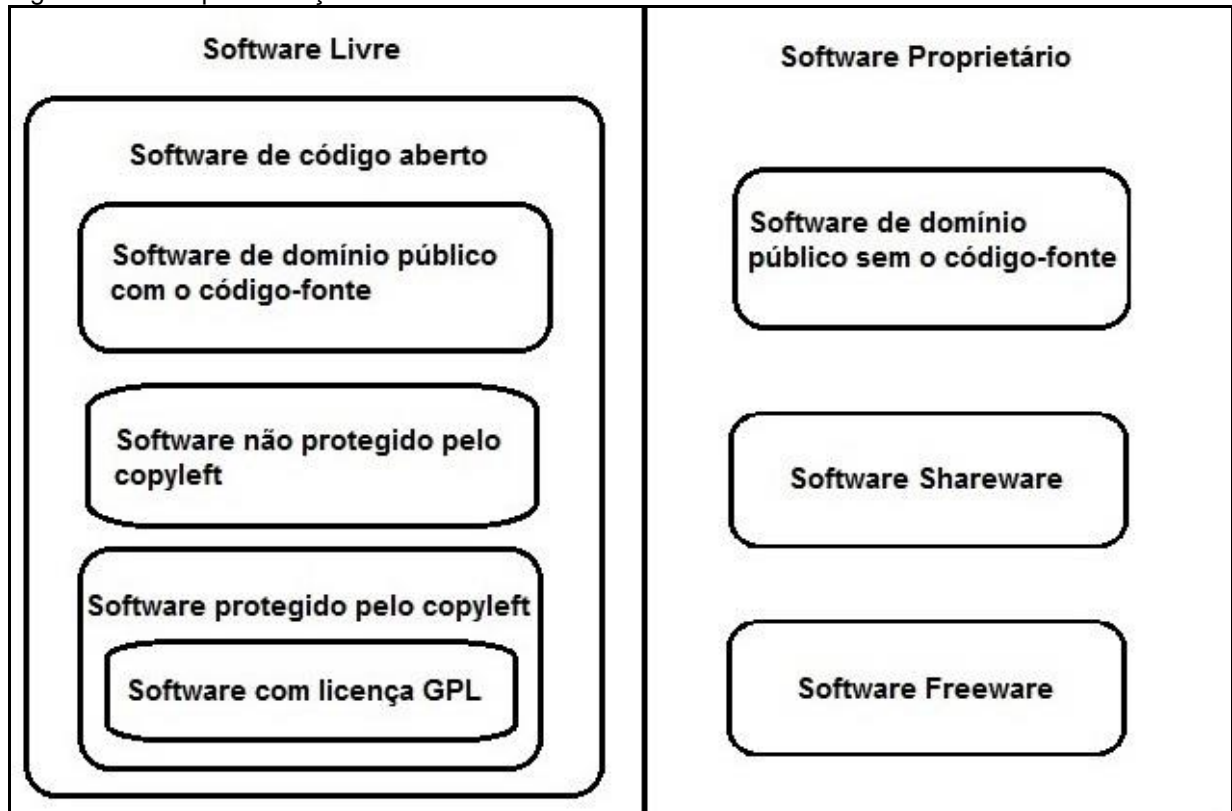 Software Livre
Software de código aberto
Software de domínio público
com o código-fonte
Software não protegido pelo
copyleft
Software protegido pelo copyleft
Software com licença GPL
Software Proprietário
Software de domínio
público sem o código-fonte
Software Shareware
Software Freeware